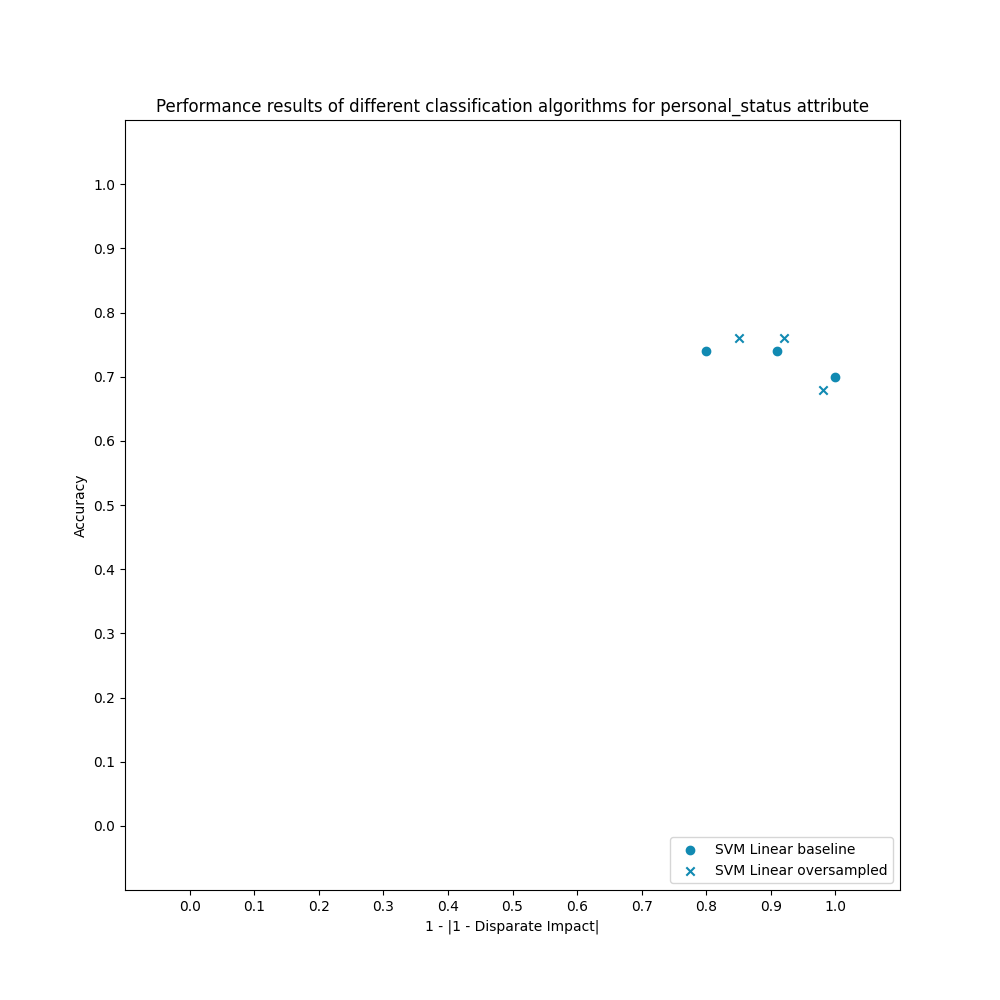 Performance results of different classification algorithms for personal_status attribute
1.0
0.9
0.8
0.7
0.6
0.5
0.4
0.3
0.2
0.1
0.0
Accuracy
SVM Linear baseline
SVM Linear oversampled
0.0 0.1 0.2 0.3 0.4 0.5 0.6 0.7 0.8 0.9 1.0
1 - |1 - Disparate Impact|